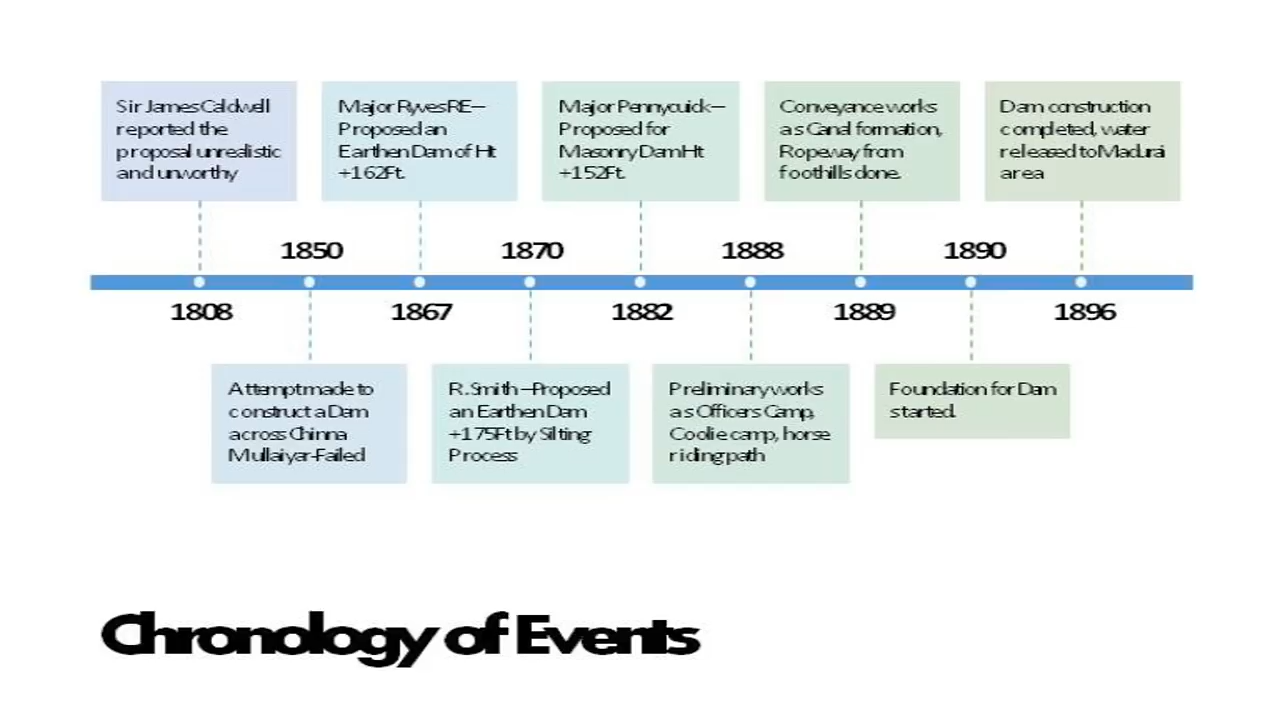 Sir James Caldwell
reported the
proposal unrealistic
and unworthy
Major Ryves RE–
Proposed an
Earthen Dam of Ht
+162Ft.
Major Pennycuick–
Proposed for
Masonry Dam Ht
+152Ft.
Conveyance works
as Canal formation,
Ropeway from
foothills done.
Dam construction
completed, water
released to Madurai
area
1850
1870
1888
1890
1808
1867
1882
1889
1896
Attempt made to
construct a Dam
across Chinna
Mullaiyar-Failed
R.Smith –Proposed
an Earthen Dam
+175Ft by Silting
Process
Preliminary works
as Officers Camp,
Coolie camp, horse
riding path
Foundation for Dam
started.
Chronology of Events